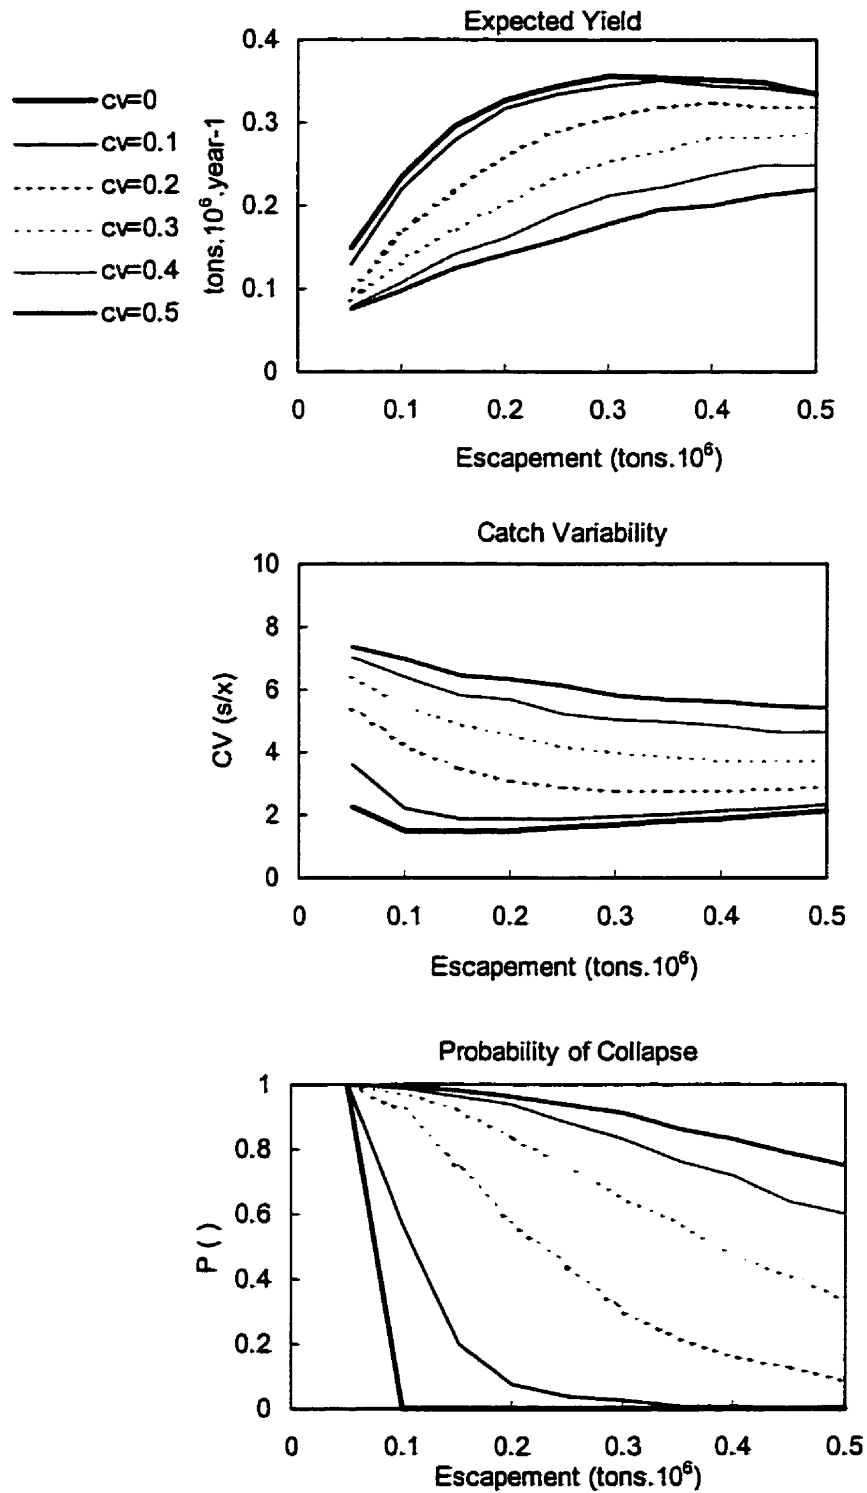 Expected Yield
cv=0
cv=0.1
cv=0.2
cv=0.3
cv=0.4
cv=0.5
tons.10⁶.year-1
0.4
0.3
0.2
0.1
0
0 0.1 0.2 0.3 0.4 0.5
Escapement (tons.10⁶)
Catch Variability
CV (s/x)
10
8
6
4
2
0
0 0.1 0.2 0.3 0.4 0.5
Escapement (tons.10⁶)
Probability of Collapse
P ( )
1
0.8
0.6
0.4
0.2
0
0 0.1 0.2 0.3 0.4 0.5
Escapement (tons.10⁶)